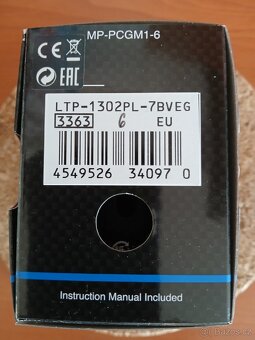 MP-PCGM1-6
CE
EAC
LTP-1302PL-7BVEG
3363 6 EU
4549526 34097 0
Instruction Manual Included